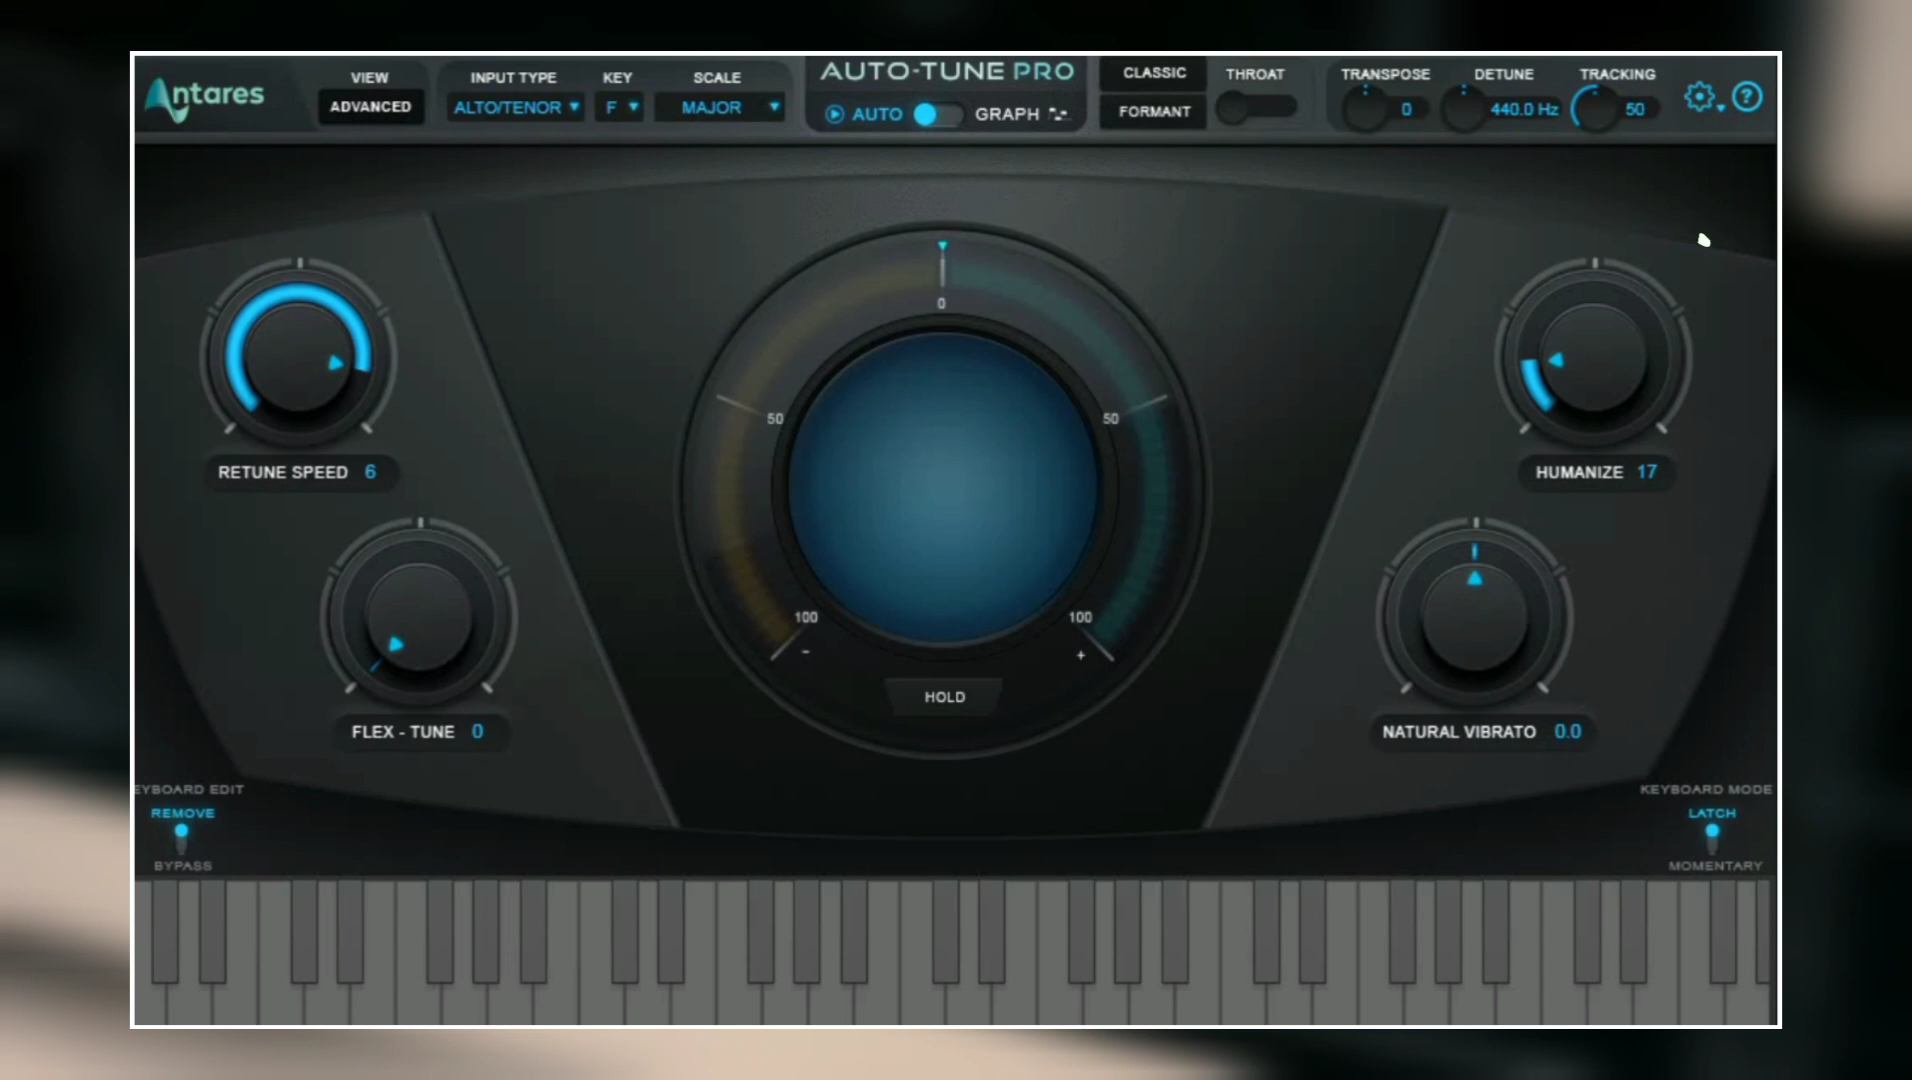 Antares
VIEW
ADVANCED
INPUT TYPE
ALTO/TENOR
KEY
F
SCALE
MAJOR
AUTO-TUNE PRO
AUTO
GRAPH
CLASSIC
FORMANT
THROAT
TRANSPOSE
0
DETUNE
440.0 Hz
TRACKING
50
?
0
50
50
100
100
-
+
HOLD
RETUNE SPEED 6
FLEX - TUNE 0
HUMANIZE 17
NATURAL VIBRATO 0.0
EYBOARD EDIT
REMOVE
BYPASS
KEYBOARD MODE
LATCH
MOMENTARY